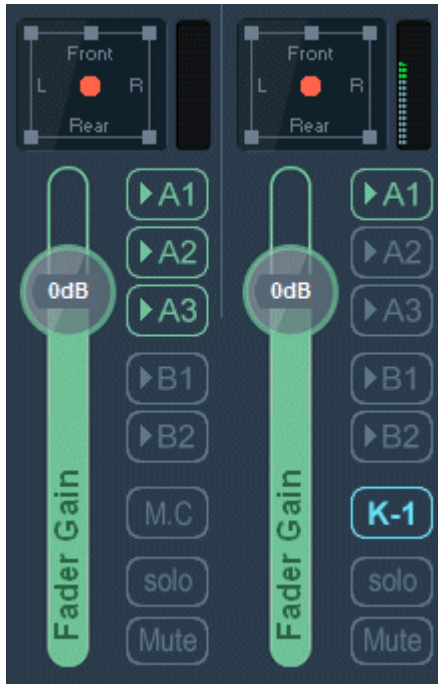 Front
L R
Rear
A1
A2
0dB
A3
B1
B2
Fader Gain
M.C
solo
Mute
Front
L R
Rear
A1
A2
0dB
A3
B1
B2
Fader Gain
K-1
solo
Mute